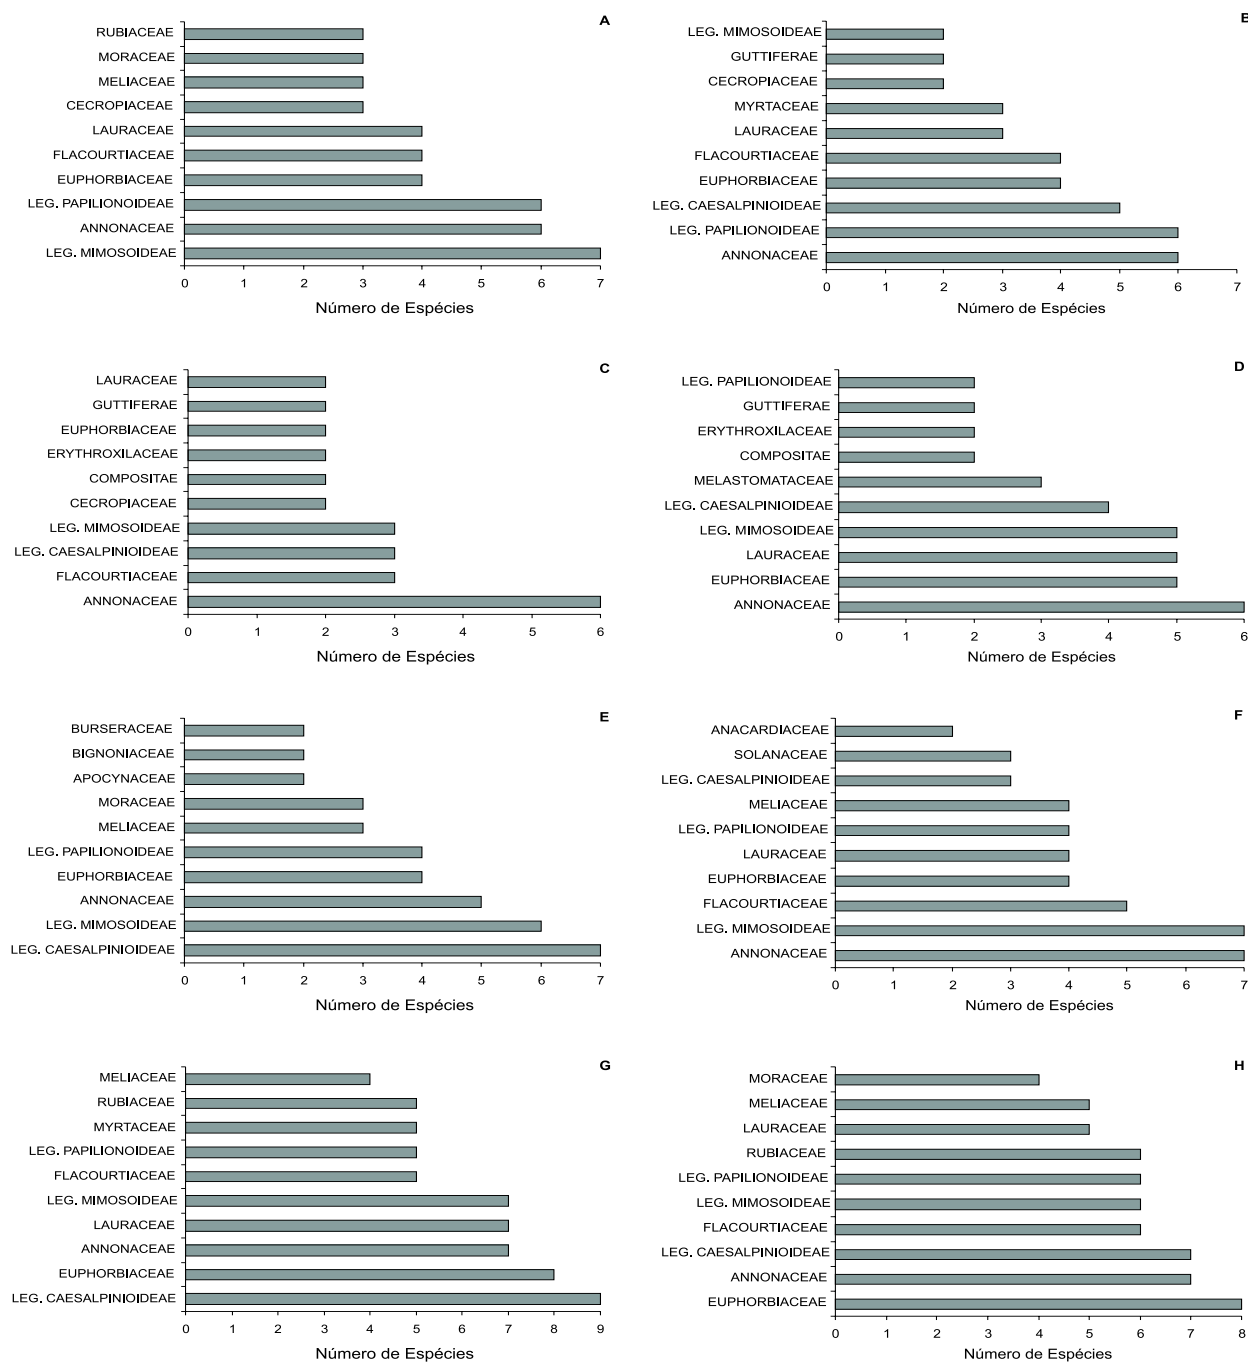 A
RUBIACEAE
MORACEAE
MELIACEAE
CECROPIACEAE
LAURACEAE
FLACOURTIACEAE
EUPHORBIACEAE
LEG. PAPILIONOIDEAE
ANNONACEAE
LEG. MIMOSOIDEAE
0 1 2 3 4 5 6 7
Número de Espécies
B
LEG. MIMOSOIDEAE
GUTTIFERAE
CECROPIACEAE
MYRTACEAE
LAURACEAE
FLACOURTIACEAE
EUPHORBIACEAE
LEG. CAESALPINIOIDEAE
LEG. PAPILIONOIDEAE
ANNONACEAE
0 1 2 3 4 5 6 7
Número de Espécies
C
LAURACEAE
GUTTIFERAE
EUPHORBIACEAE
ERYTHROXILACEAE
COMPOSITAE
CECROPIACEAE
LEG. MIMOSOIDEAE
LEG. CAESALPINIOIDEAE
FLACOURTIACEAE
ANNONACEAE
0 1 2 3 4 5 6
Número de Espécies
D
LEG. PAPILIONOIDEAE
GUTTIFERAE
ERYTHROXILACEAE
COMPOSITAE
MELASTOMATACEAE
LEG. CAESALPINIOIDEAE
LEG. MIMOSOIDEAE
LAURACEAE
EUPHORBIACEAE
ANNONACEAE
0 1 2 3 4 5 6
Número de Espécies
E
BURSERACEAE
BIGNONIACEAE
APOCYNACEAE
MORACEAE
MELIACEAE
LEG. PAPILIONOIDEAE
EUPHORBIACEAE
ANNONACEAE
LEG. MIMOSOIDEAE
LEG. CAESALPINIOIDEAE
0 1 2 3 4 5 6 7
Número de Espécies
F
ANACARDIACEAE
SOLANACEAE
LEG. CAESALPINIOIDEAE
MELIACEAE
LEG. PAPILIONOIDEAE
LAURACEAE
EUPHORBIACEAE
FLACOURTIACEAE
LEG. MIMOSOIDEAE
ANNONACEAE
0 1 2 3 4 5 6 7
Número de Espécies
G
MELIACEAE
RUBIACEAE
MYRTACEAE
LEG. PAPILIONOIDEAE
FLACOURTIACEAE
LEG. MIMOSOIDEAE
LAURACEAE
ANNONACEAE
EUPHORBIACEAE
LEG. CAESALPINIOIDEAE
0 1 2 3 4 5 6 7 8 9
Número de Espécies
H
MORACEAE
MELIACEAE
LAURACEAE
RUBIACEAE
LEG. PAPILIONOIDEAE
LEG. MIMOSOIDEAE
FLACOURTIACEAE
LEG. CAESALPINIOIDEAE
ANNONACEAE
EUPHORBIACEAE
0 1 2 3 4 5 6 7 8
Número de Espécies